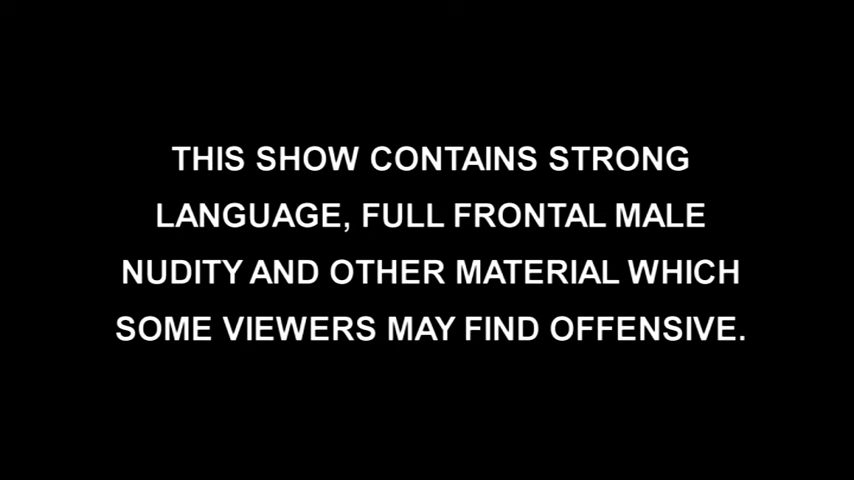 THIS SHOW CONTAINS STRONG
LANGUAGE, FULL FRONTAL MALE
NUDITY AND OTHER MATERIAL WHICH
SOME VIEWERS MAY FIND OFFENSIVE.